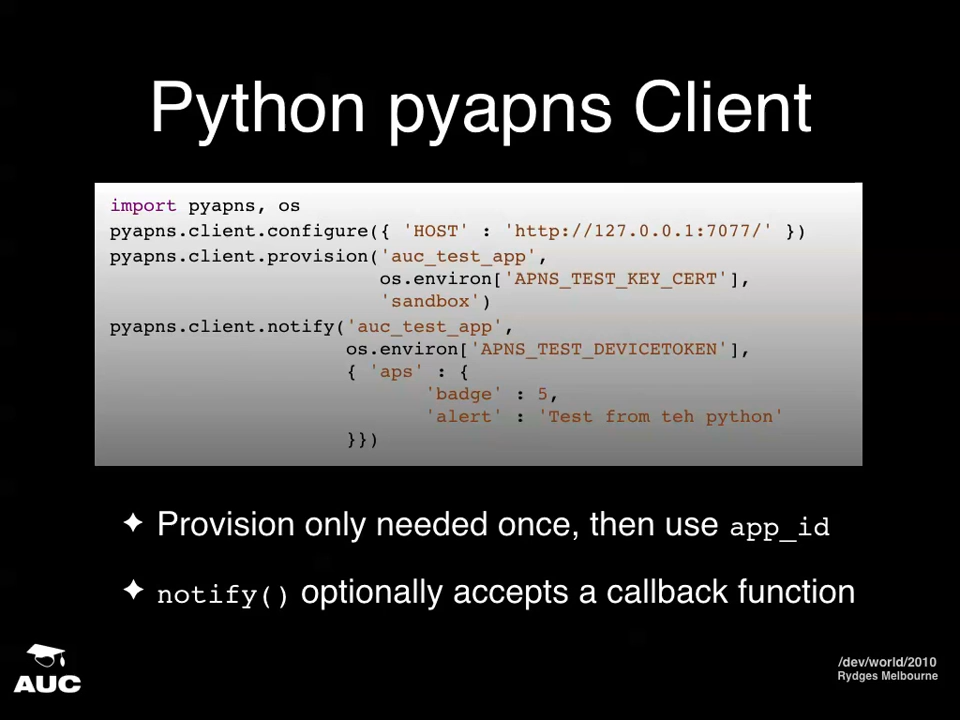 Python pyapns Client
import pyapns, os
pyapns.client.configure({ 'HOST' : 'http://127.0.0.1:7077/' })
pyapns.client.provision('auc_test_app',
os.environ['APNS_TEST_KEY_CERT'],
'sandbox')
pyapns.client.notify('auc_test_app',
os.environ['APNS_TEST_DEVICETOKEN'],
{ 'aps' : {
'badge' : 5,
'alert' : 'Test from teh python'
}})
✦ Provision only needed once, then use app_id
✦ notify() optionally accepts a callback function
AUC
/dev/world/2010
Rydges Melbourne